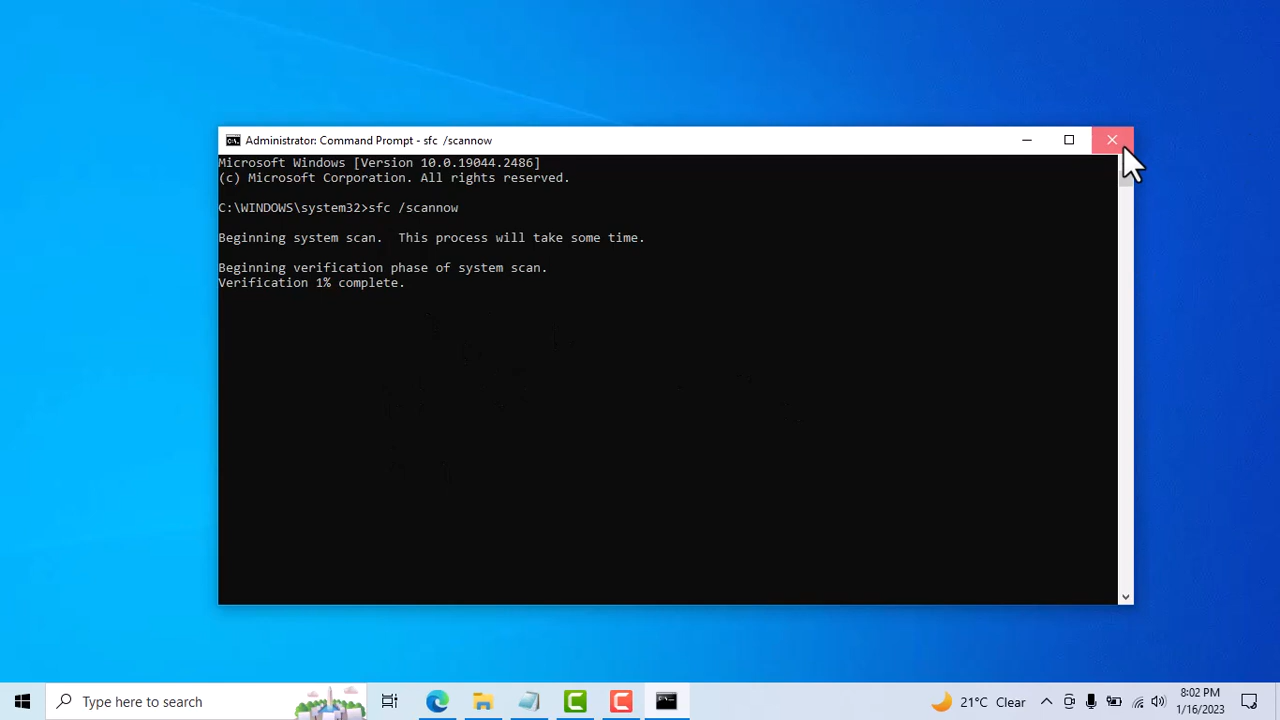 Administrator: Command Prompt - sfc  /scannow
Microsoft Windows [Version 10.0.19044.2486]
(c) Microsoft Corporation. All rights reserved.
C:\WINDOWS\system32>sfc /scannow
Beginning system scan.  This process will take some time.
Beginning verification phase of system scan.
Verification 1% complete.
Type here to search
21°C  Clear
8:02 PM
1/16/2023